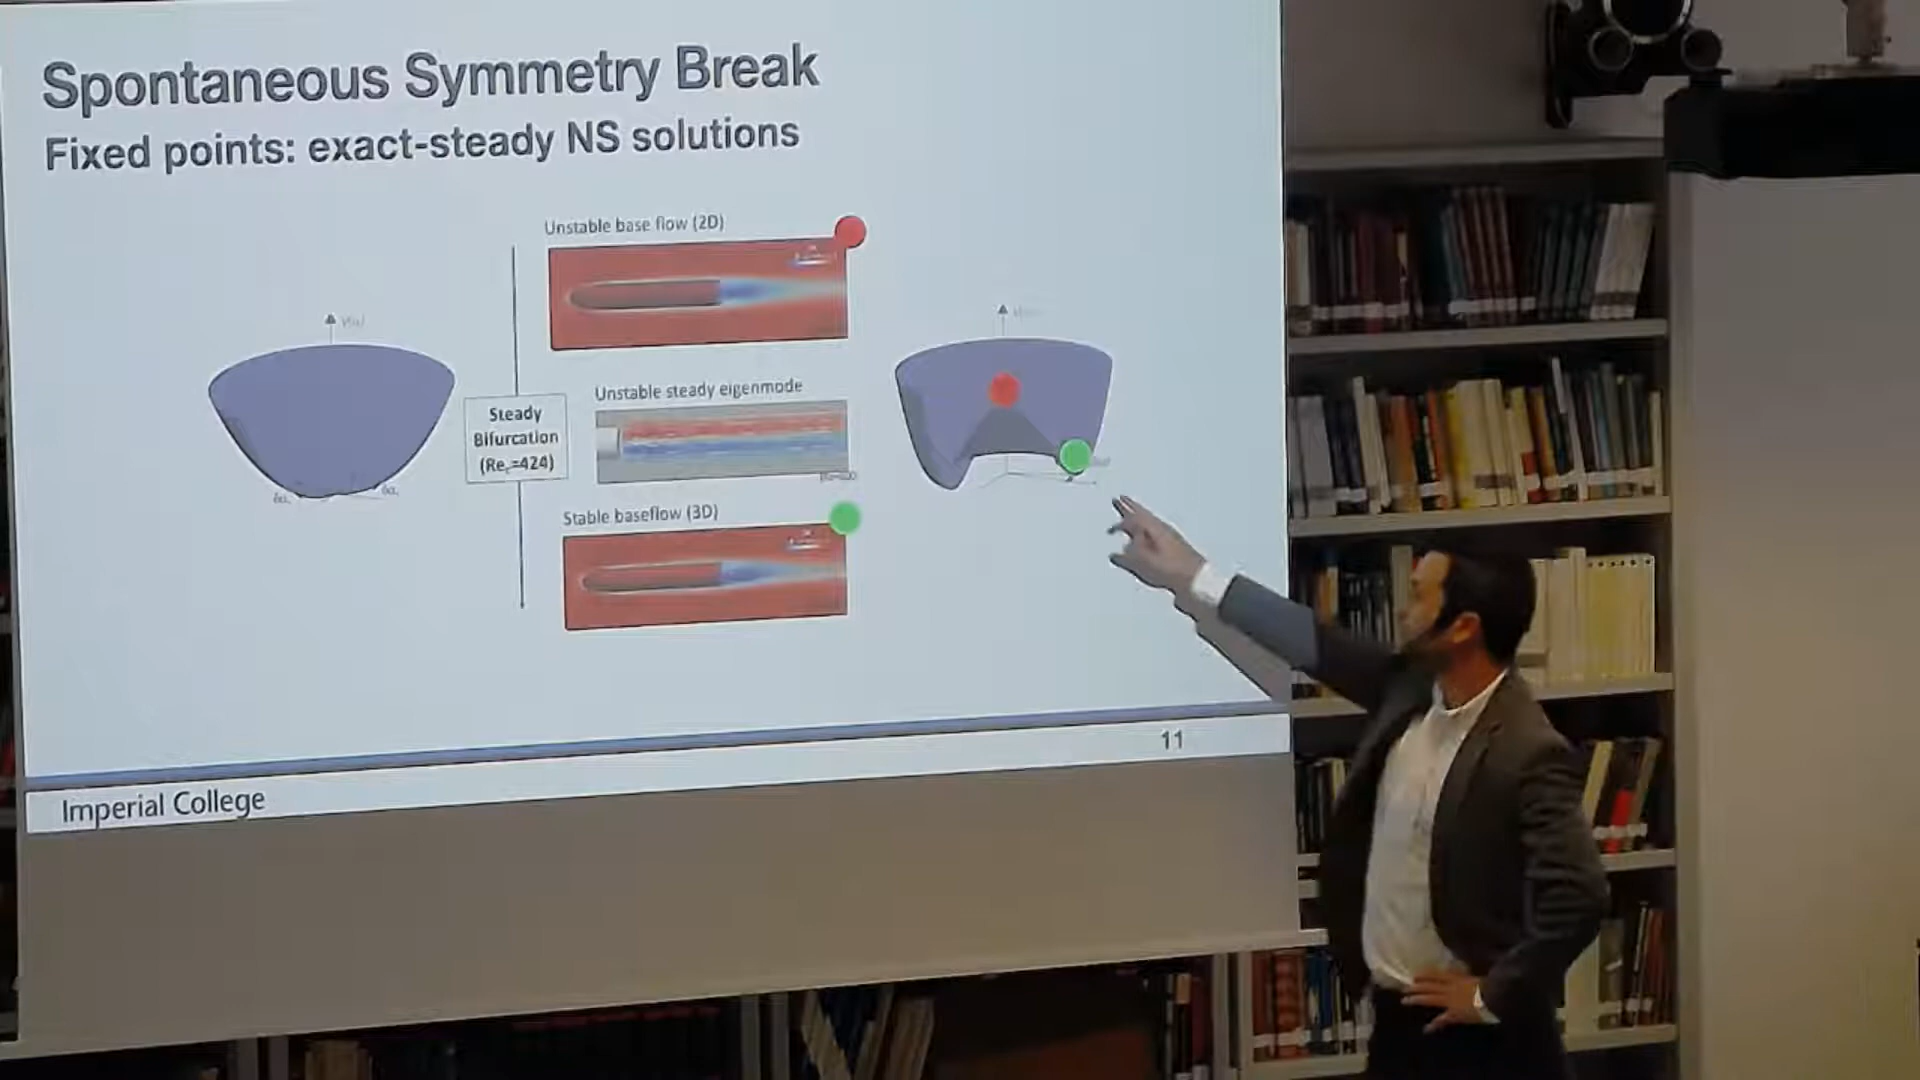 Spontaneous Symmetry Break
Fixed points: exact-steady NS solutions
Unstable base flow (2D)
Unstable steady eigenmode
Steady
Bifurcation
(Rec=424)
Stable baseflow (3D)
11
Imperial College